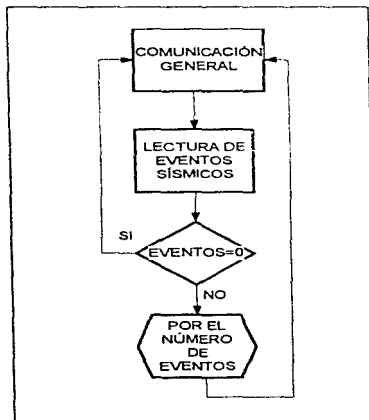 COMUNICACIÓN
GENERAL
LECTURA DE
EVENTOS
SÍSMICOS
SI
EVENTOS=0
NO
POR EL
NÚMERO
DE
EVENTOS